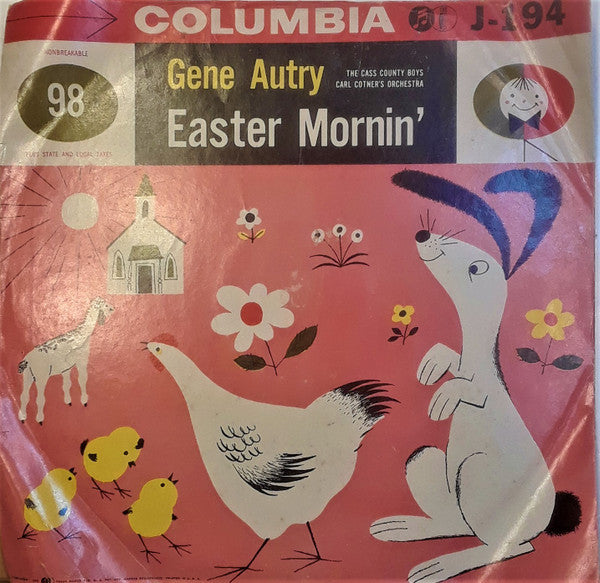 COLUMBIA J-194
NONBREAKABLE
98
PLUS STATE AND LOCAL TAXES
Gene Autry
THE CASS COUNTY BOYS
CARL COTNER'S ORCHESTRA
Easter Mornin'